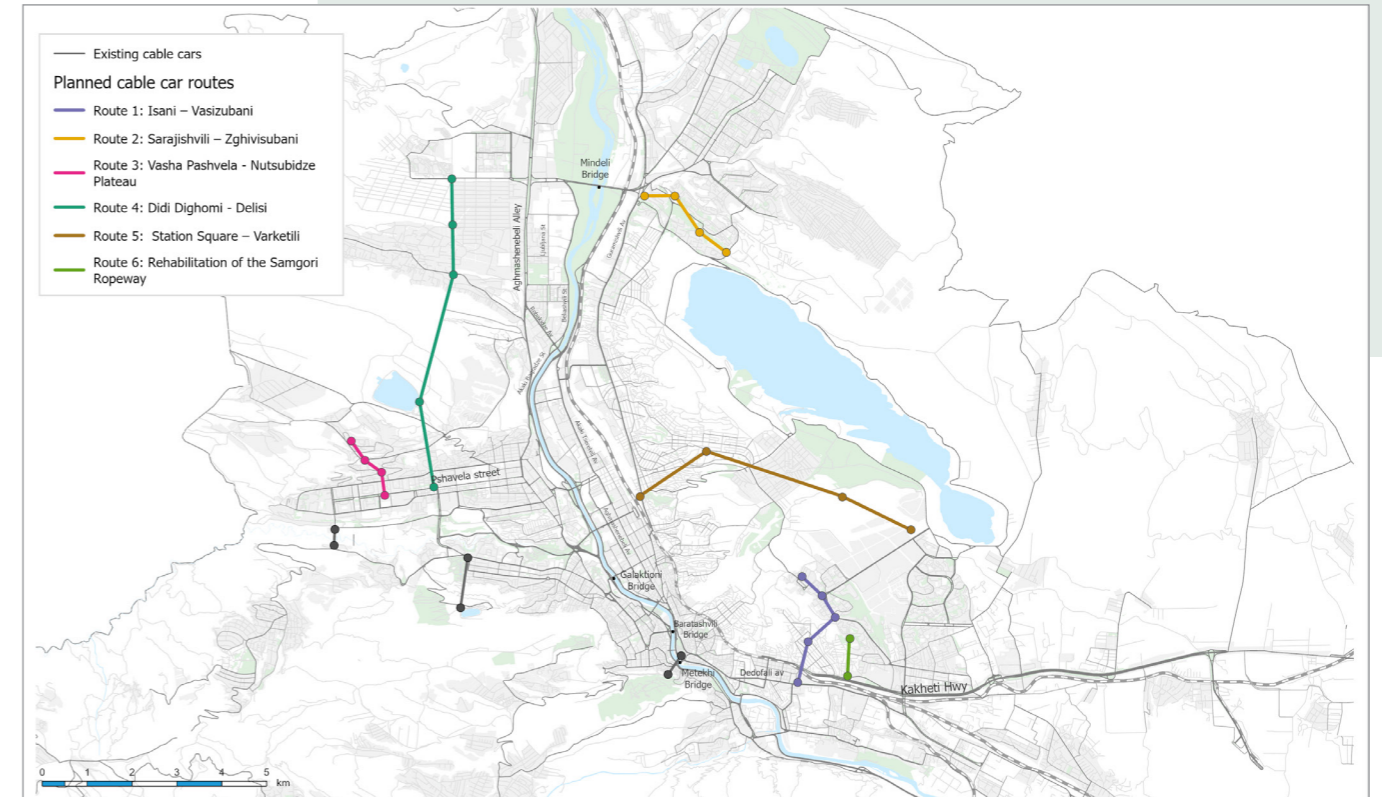 Existing cable cars
Planned cable car routes
Route 1: Isani – Vasizubani
Route 2: Sarajishvili – Zghivisubani
Route 3: Vasha Pashvela - Nutsubidze
Plateau
Route 4: Didi Dighomi - Delisi
Route 5: Station Square – Varketili
Route 6: Rehabilitation of the Samgori
Ropeway
Mindeli
Bridge
Aghmashenebeli Alley
Pshavela street
Galaktioni
Bridge
Baratashvili
Bridge
Metekhi
Bridge
Dedofali av
Kakheti Hwy
0 1 2 3 4 5
km